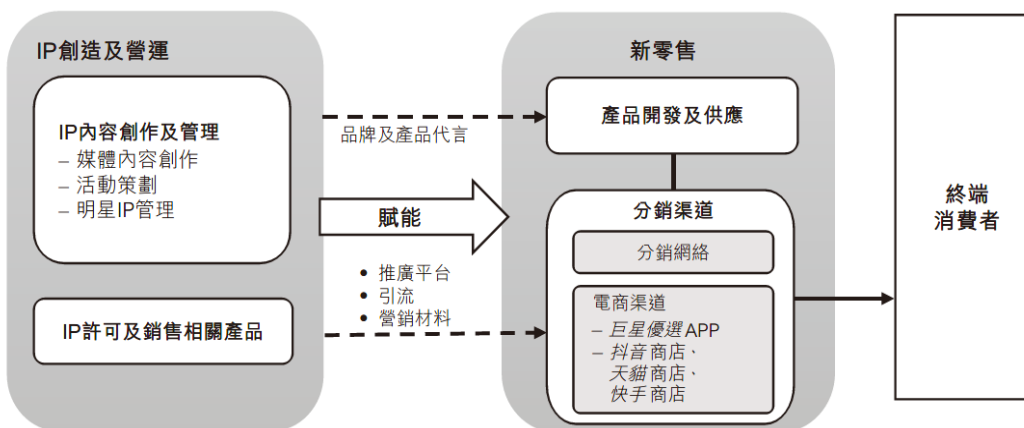 IP創造及營運
IP內容創作及管理
– 媒體內容創作
– 活動策劃
– 明星IP管理
IP許可及銷售相關產品
品牌及產品代言
賦能
• 推廣平台
• 引流
• 營銷材料
新零售
產品開發及供應
分銷渠道
分銷網絡
電商渠道
– 巨星優選APP
– 抖音商店、
天貓商店、
快手商店
終端
消費者